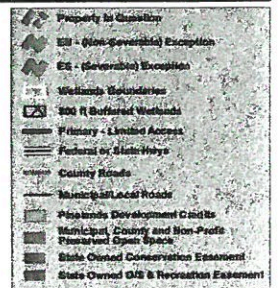 Property In Question
EN - (Non-Severable) Exception
ES - (Severable) Exception
Wetlands Boundaries
300 ft Buffered Wetlands
Primary - Limited Access
Federal or State Hwys
County Roads
Municipal/Local Roads
Pinelands Development Credits
Municipal, County and Non-Profit
Preserved Open Space
State Owned Conservation Easement
State Owned O/S & Recreation Easement